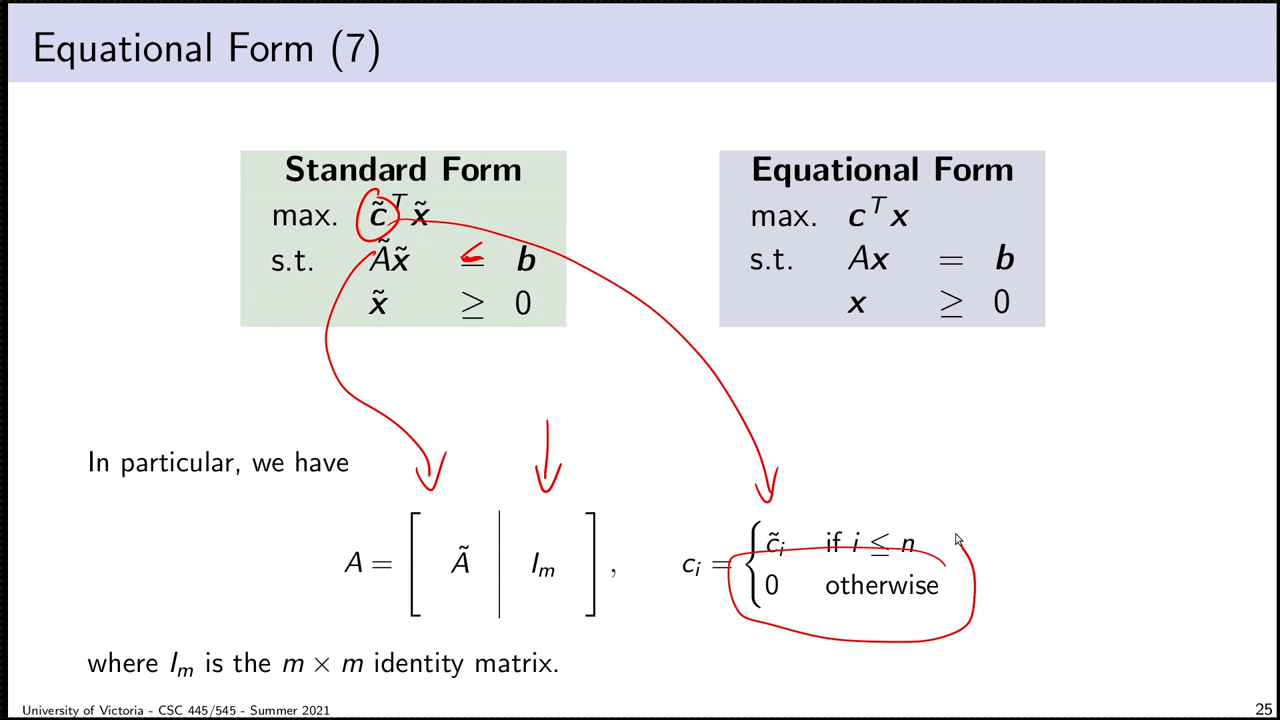 Equational Form (7)
Standard Form
max. c̃ᵀx̃
s.t. Ãx̃ ≤ b
x̃ ≥ 0
Equational Form
max. cᵀx
s.t. Ax = b
x ≥ 0
In particular, we have
A = [ Ã | Iₘ ], cᵢ = { c̃ᵢ if i ≤ n
0 otherwise
where Iₘ is the m × m identity matrix.
University of Victoria - CSC 445/545 - Summer 2021
25